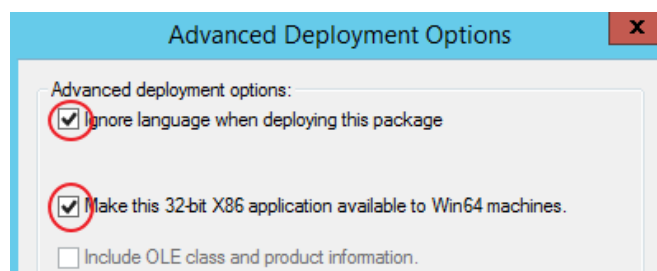 Advanced Deployment Options
x
Advanced deployment options:
Ignore language when deploying this package
Make this 32-bit X86 application available to Win64 machines.
Include OLE class and product information.